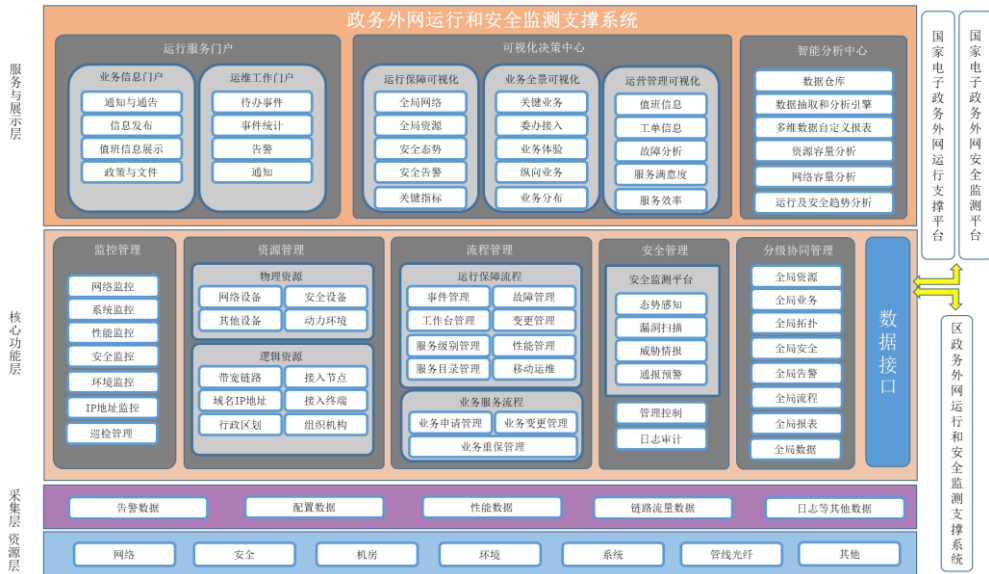 政务外网运行和安全监测支撑系统
服务与展示层
运行服务门户
业务信息门户
通知与通告
信息发布
值班信息展示
政策与文件
运维工作门户
待办事件
事件统计
告警
通知
可视化决策中心
运行保障可视化
全局网络
全局资源
安全态势
安全告警
关键指标
业务全景可视化
关键业务
委办接入
业务体验
纵向业务
业务分布
运营管理可视化
值班信息
工单信息
故障分析
服务满意度
服务效率
智能分析中心
数据仓库
数据抽取和分析引擎
多维数据自定义报表
资源容量分析
网络容量分析
运行及安全趋势分析
核心功能层
监控管理
网络监控
系统监控
性能监控
安全监控
环境监控
IP地址监控
巡检管理
资源管理
物理资源
网络设备
安全设备
其他设备
动力环境
逻辑资源
带宽链路
接入节点
域名IP地址
接入终端
行政区划
组织机构
流程管理
运行保障流程
事件管理
故障管理
工作台管理
变更管理
服务级别管理
性能管理
服务目录管理
移动运维
业务服务流程
业务申请管理
业务变更管理
业务重保管理
安全管理
安全监测平台
态势感知
漏洞扫描
威胁情报
通报预警
管理控制
日志审计
分级协同管理
全局资源
全局业务
全局拓扑
全局安全
全局告警
全局流程
全局报表
全局数据
数据接口
采集层
告警数据
配置数据
性能数据
链路流量数据
日志等其他数据
资源层
网络
安全
机房
环境
系统
管线光纤
其他
国家电子政务外网运行支撑平台
国家电子政务外网安全监测平台
区政务外网运行和安全监测支撑系统